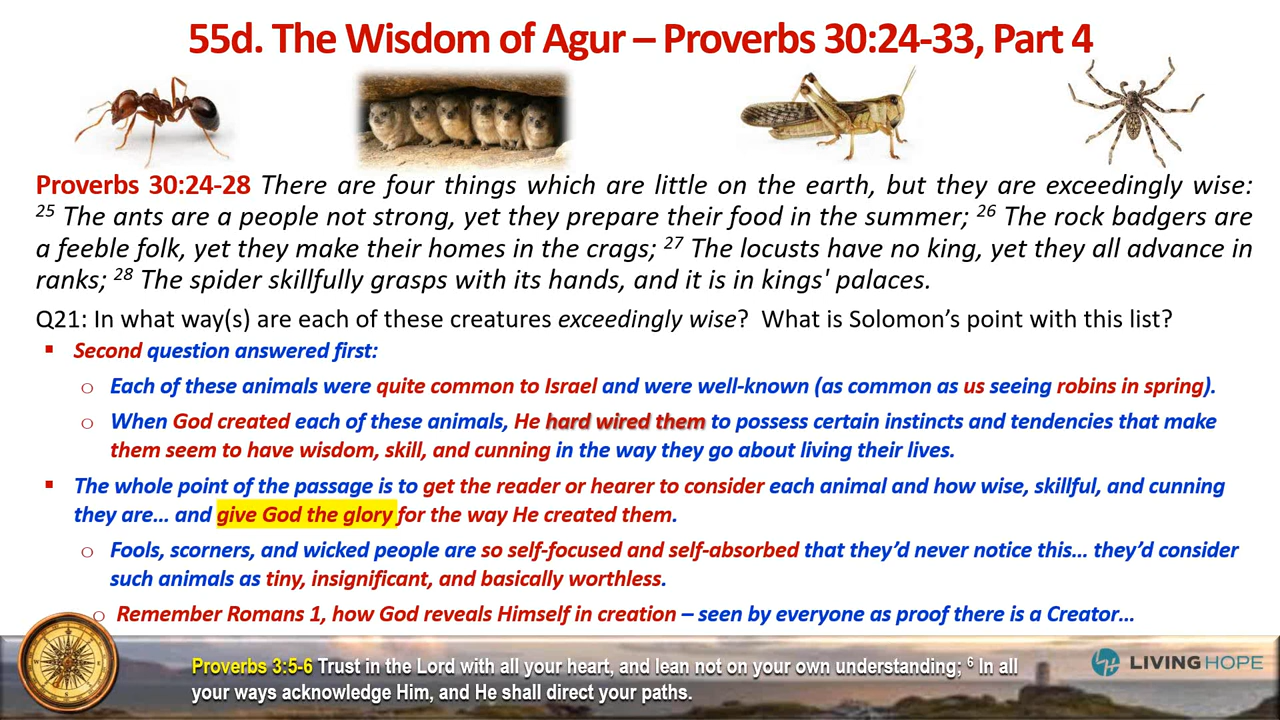 55d. The Wisdom of Agur – Proverbs 30:24-33, Part 4
Proverbs 30:24-28 There are four things which are little on the earth, but they are exceedingly wise:
25 The ants are a people not strong, yet they prepare their food in the summer; 26 The rock badgers are
a feeble folk, yet they make their homes in the crags; 27 The locusts have no king, yet they all advance in
ranks; 28 The spider skillfully grasps with its hands, and it is in kings' palaces.
Q21: In what way(s) are each of these creatures exceedingly wise? What is Solomon’s point with this list?
▪ Second question answered first:
o Each of these animals were quite common to Israel and were well-known (as common as us seeing robins in spring).
o When God created each of these animals, He hard wired them to possess certain instincts and tendencies that make
them seem to have wisdom, skill, and cunning in the way they go about living their lives.
▪ The whole point of the passage is to get the reader or hearer to consider each animal and how wise, skillful, and cunning
they are… and give God the glory for the way He created them.
o Fools, scorners, and wicked people are so self-focused and self-absorbed that they’d never notice this… they’d consider
such animals as tiny, insignificant, and basically worthless.
o Remember Romans 1, how God reveals Himself in creation – seen by everyone as proof there is a Creator…
Proverbs 3:5-6 Trust in the Lord with all your heart, and lean not on your own understanding; 6 In all
your ways acknowledge Him, and He shall direct your paths.
LIVING HOPE